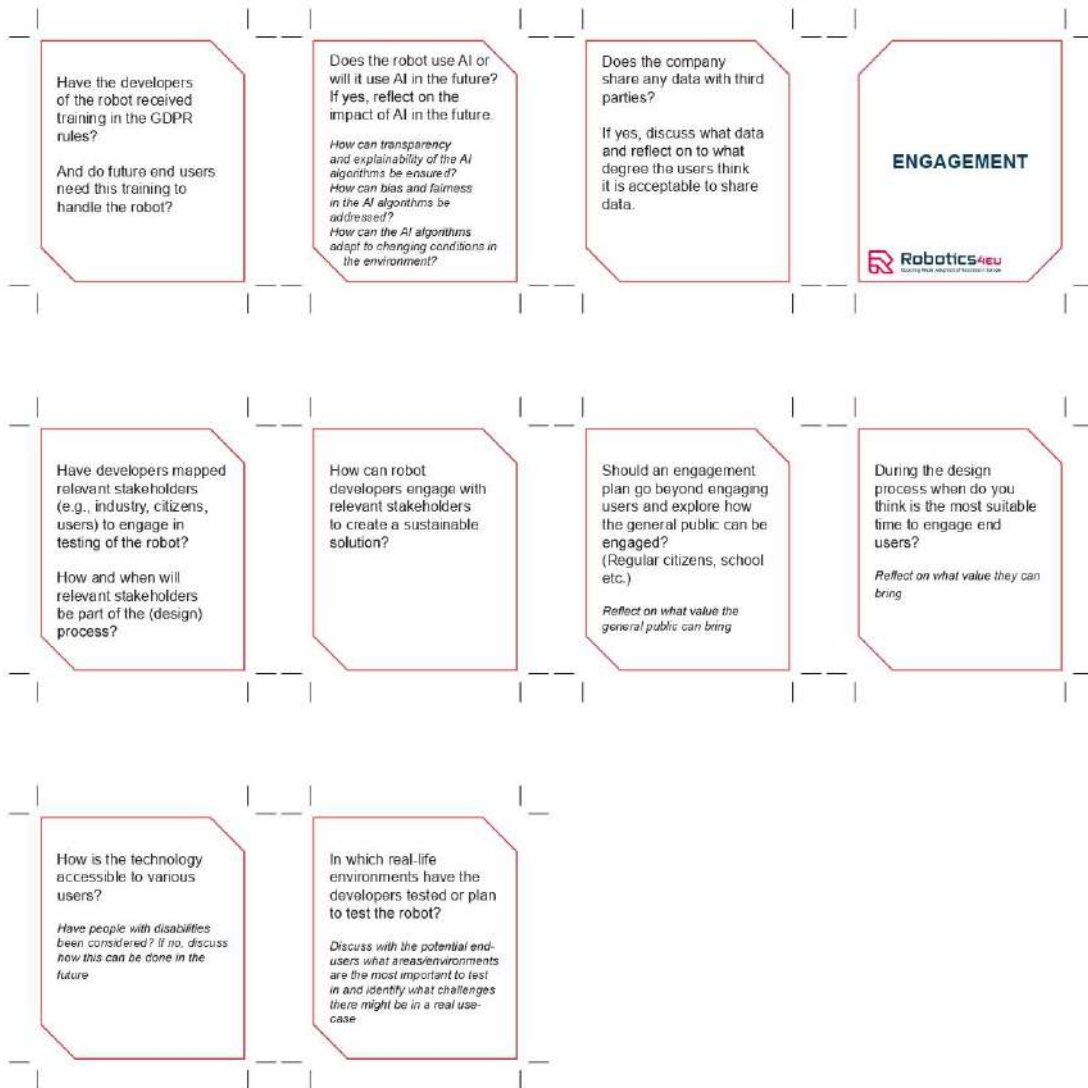 Have the developers
of the robot received
training in the GDPR
rules?
And do future end users
need this training to
handle the robot?
Does the robot use AI or
will it use AI in the future?
If yes, reflect on the
impact of AI in the future.
How can transparency
and explainability of the AI
algorithms be ensured?
How can bias and fairness
in the AI algorithms be
addressed?
How can the AI algorithms
adapt to changing conditions in
the environment?
Does the company
share any data with third
parties?
If yes, discuss what data
and reflect on to what
degree the users think
it is acceptable to share
data.
ENGAGEMENT
Robotics4EU
Have developers mapped
relevant stakeholders
(e.g., industry, citizens,
users) to engage in
testing of the robot?
How and when will
relevant stakeholders
be part of the (design)
process?
How can robot
developers engage with
relevant stakeholders
to create a sustainable
solution?
Should an engagement
plan go beyond engaging
users and explore how
the general public can be
engaged?
(Regular citizens, school
etc.)
Reflect on what value the
general public can bring
During the design
process when do you
think is the most suitable
time to engage end
users?
Reflect on what value they can
bring
How is the technology
accessible to various
users?
Have people with disabilities
been considered? If no, discuss
how this can be done in the
future
In which real-life
environments have the
developers tested or plan
to test the robot?
Discuss with the potential end-
users what areas/environments
are the most important to test
in and identify what challenges
there might be in a real use-
case